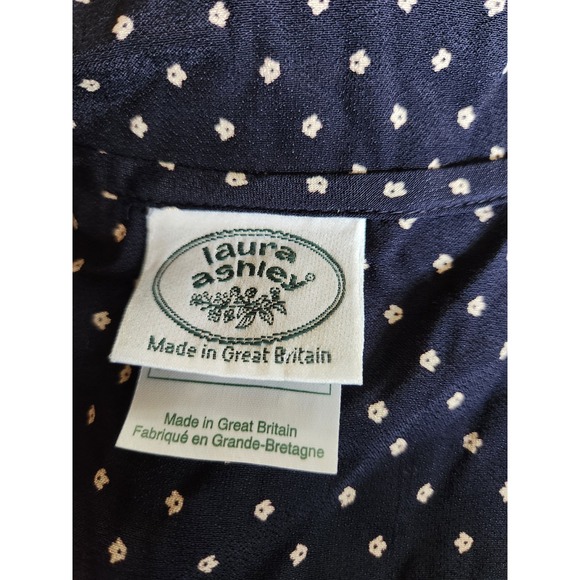 laura
ashley®
Made in Great Britain
Made in Great Britain
Fabriqué en Grande-Bretagne